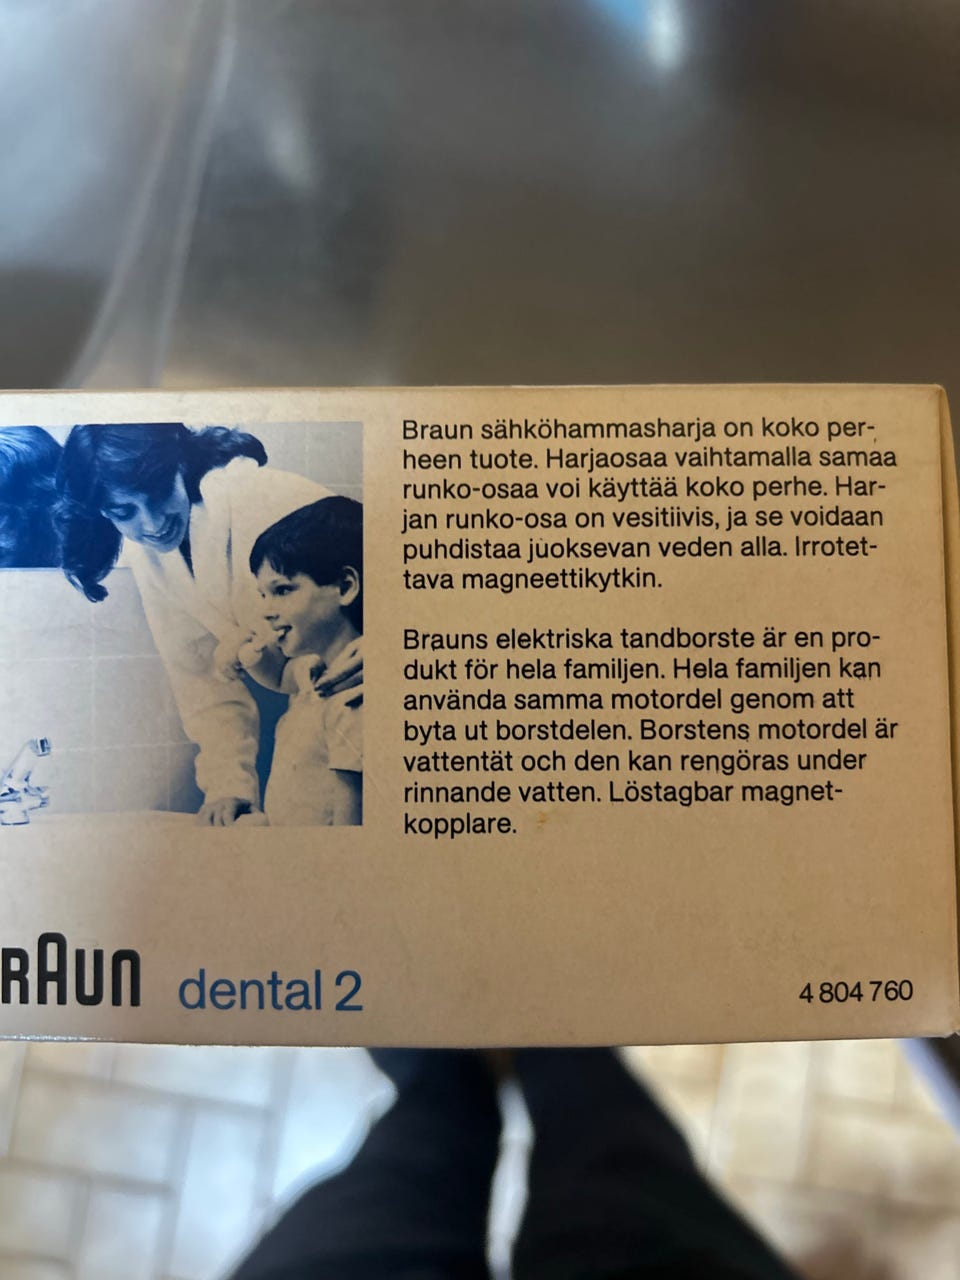 Braun sähköhammasharja on koko per-
heen tuote. Harjaosaa vaihtamalla samaa
runko-osaa voi käyttää koko perhe. Har-
jan runko-osa on vesitiivis, ja se voidaan
puhdistaa juoksevan veden alla. Irrotet-
tava magneettikytkin.
Brauns elektriska tandborste är en pro-
dukt för hela familjen. Hela familjen kan
använda samma motordel genom att
byta ut borstdelen. Borstens motordel är
vattentät och den kan rengöras under
rinnande vatten. Löstagbar magnet-
kopplare.
RAUN dental 2
4 804 760